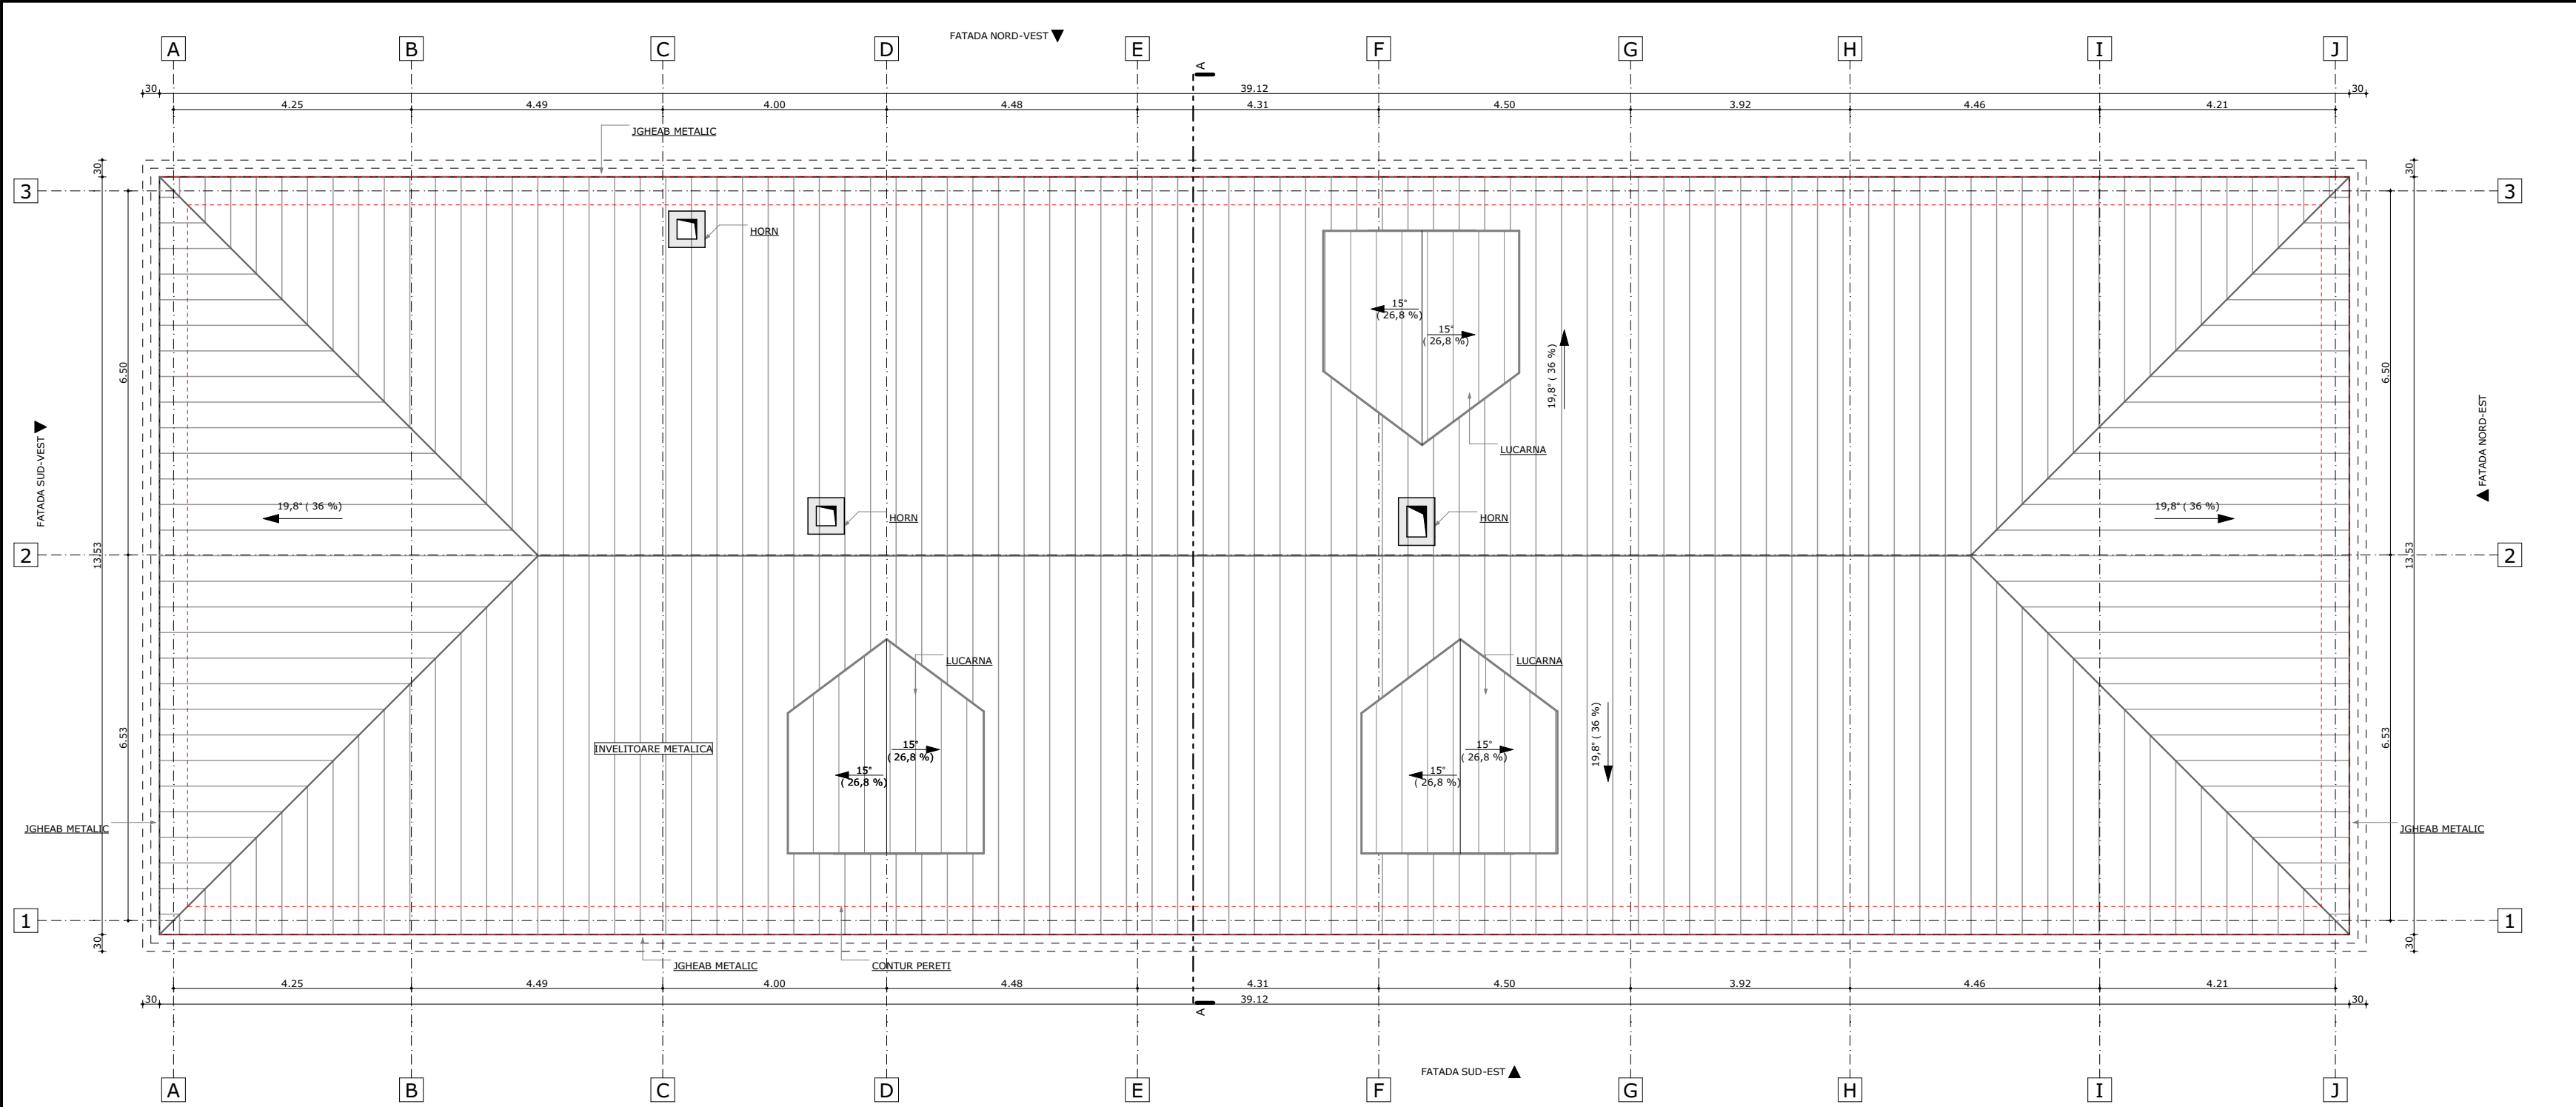 FATADA NORD-VEST
A B C D E F G H I J
A
30 39.12 30
4.25 4.49 4.00 4.48 4.31 4.50 3.92 4.46 4.21
JGHEAB METALIC
30 30
3 3
HORN
15°
( 26,8 %)
15°
( 26,8 %)
19,8° ( 36 %)
6.50 6.50
LUCARNA
FATADA SUD-VEST
FATADA NORD-EST
19,8° ( 36 %)
19,8° ( 36 %)
HORN
HORN
2 2
13.53 13.53
LUCARNA
LUCARNA
6.53 6.53
19,8° ( 36 %)
INVELITOARE METALICA
15°
( 26,8 %)
15°
( 26,8 %)
15°
( 26,8 %)
15°
( 26,8 %)
JGHEAB METALIC
JGHEAB METALIC
1 1
30 30
JGHEAB METALIC
CONTUR PERETI
4.25 4.49 4.00 4.48 4.31 4.50 3.92 4.46 4.21
30 39.12 30
A
FATADA SUD-EST
A B C D E F G H I J